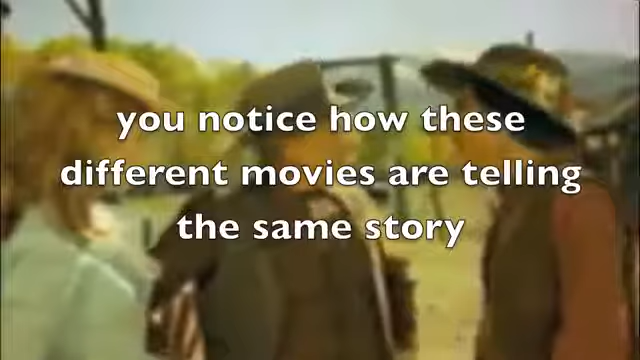 you notice how these
different movies are telling
the same story